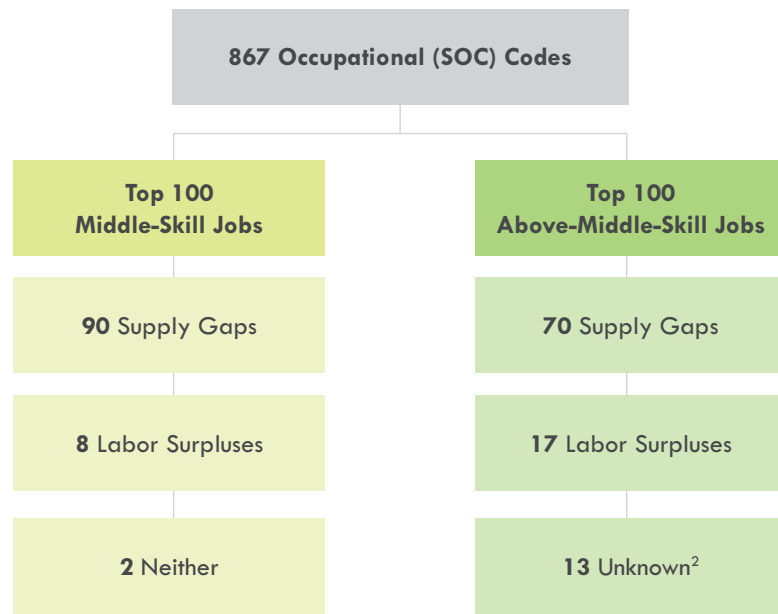 867 Occupational (SOC) Codes
Top 100
Middle-Skill Jobs
90 Supply Gaps
8 Labor Surpluses
2 Neither
Top 100
Above-Middle-Skill Jobs
70 Supply Gaps
17 Labor Surpluses
13 Unknown²